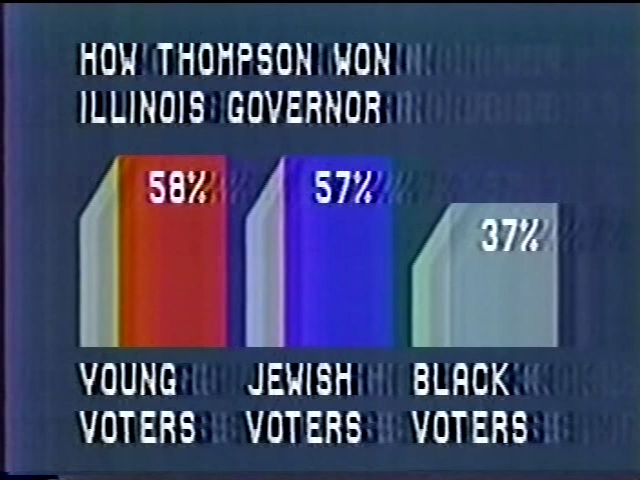 HOW THOMPSON WON
ILLINOIS GOVERNOR
58% 57% 37%
YOUNG JEWISH BLACK
VOTERS VOTERS VOTERS